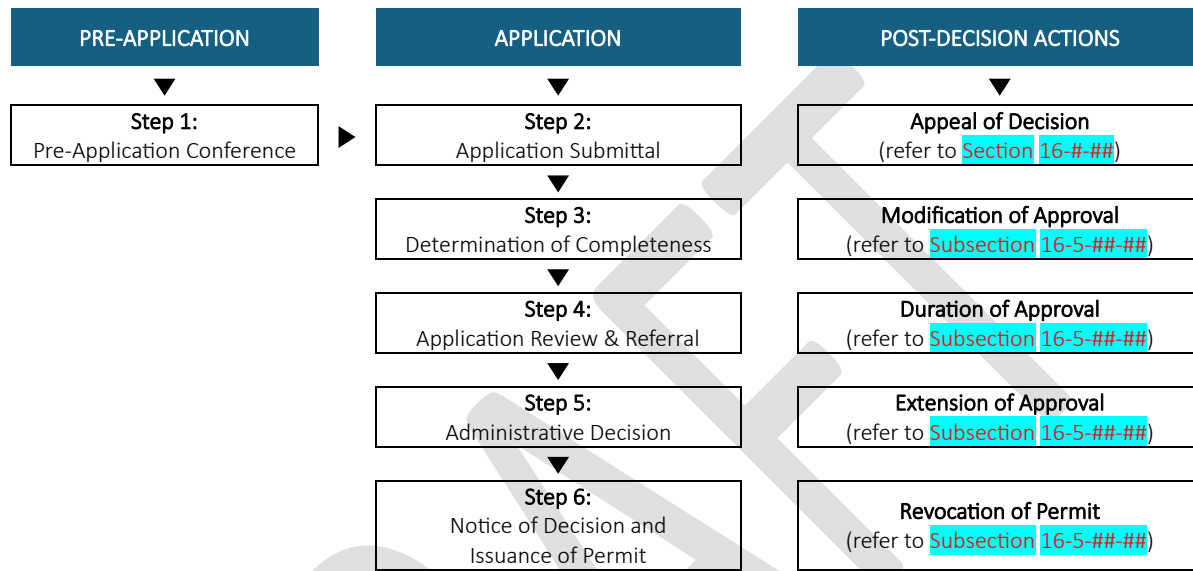 PRE-APPLICATION
Step 1:
Pre-Application Conference
APPLICATION
Step 2:
Application Submittal
Step 3:
Determination of Completeness
Step 4:
Application Review & Referral
Step 5:
Administrative Decision
Step 6:
Notice of Decision and
Issuance of Permit
POST-DECISION ACTIONS
Appeal of Decision
(refer to Section 16-#-##)
Modification of Approval
(refer to Subsection 16-5-##-##)
Duration of Approval
(refer to Subsection 16-5-##-##)
Extension of Approval
(refer to Subsection 16-5-##-##)
Revocation of Permit
(refer to Subsection 16-5-##-##)